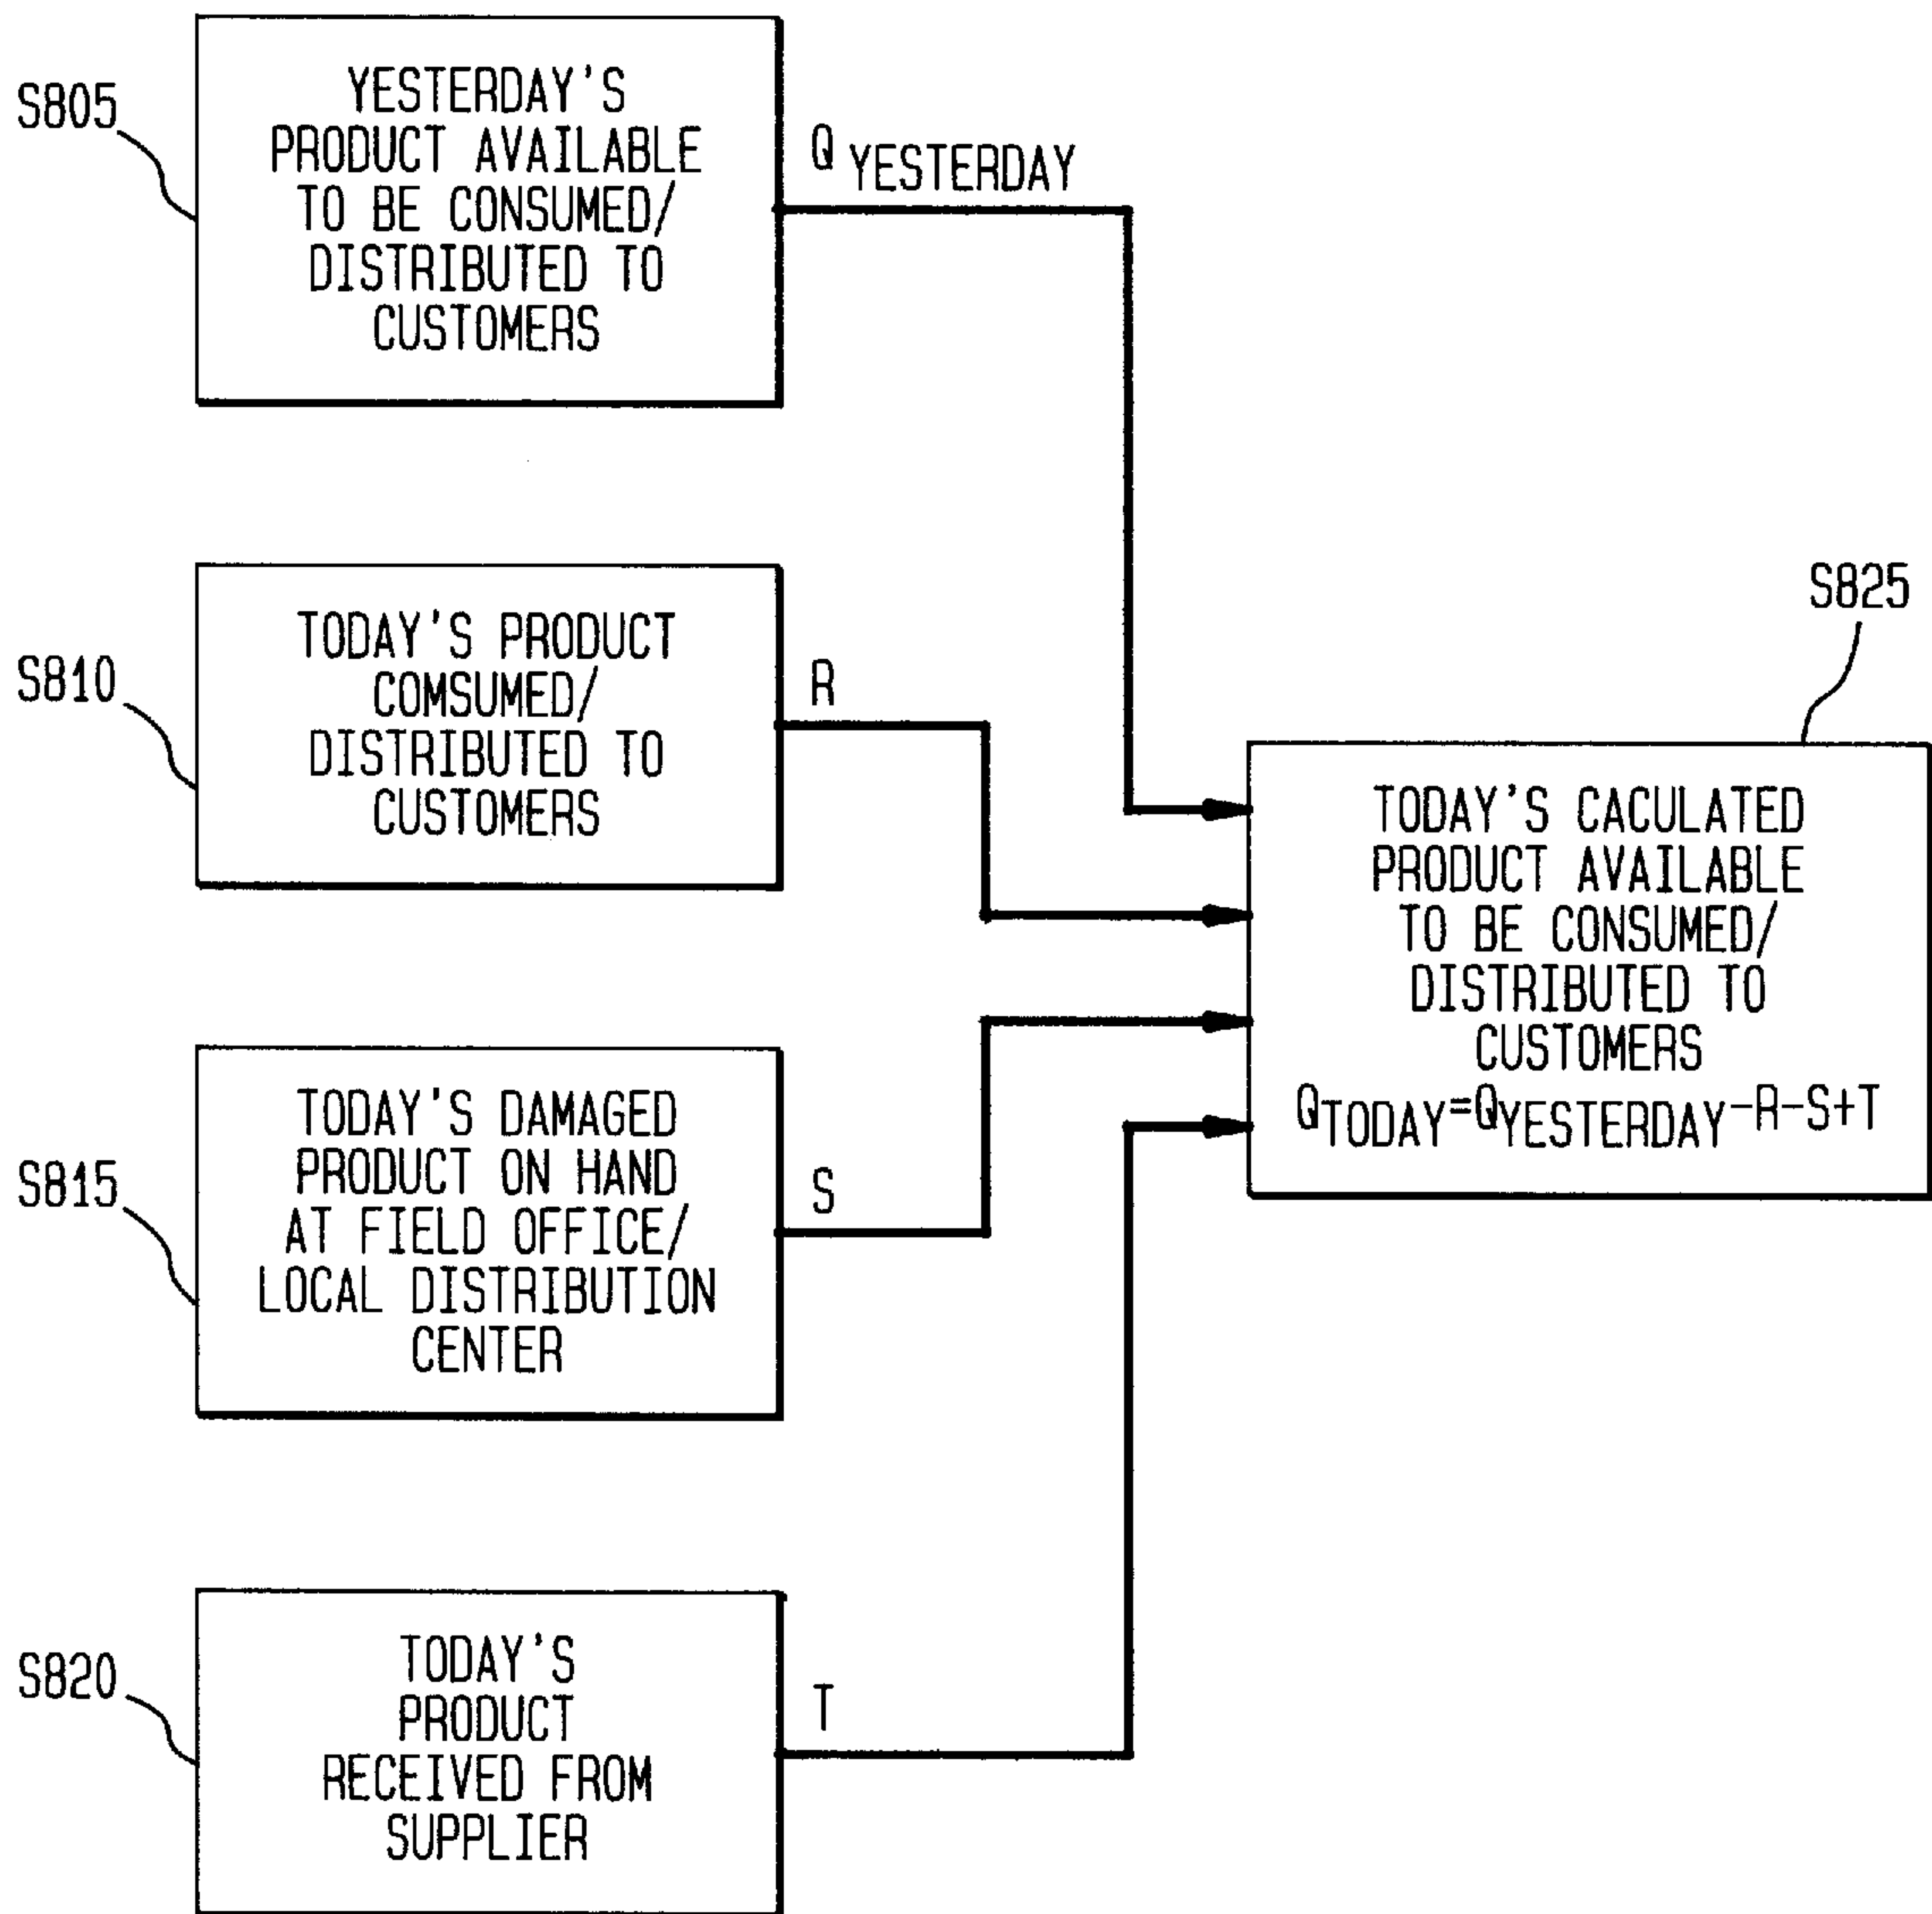 S805
YESTERDAY'S
PRODUCT AVAILABLE
TO BE CONSUMED/
DISTRIBUTED TO
CUSTOMERS
Q YESTERDAY
S810
TODAY'S PRODUCT
COMSUMED/
DISTRIBUTED TO
CUSTOMERS
R
S815
TODAY'S DAMAGED
PRODUCT ON HAND
AT FIELD OFFICE/
LOCAL DISTRIBUTION
CENTER
S
S820
TODAY'S
PRODUCT
RECEIVED FROM
SUPPLIER
T
S825
TODAY'S CACULATED
PRODUCT AVAILABLE
TO BE CONSUMED/
DISTRIBUTED TO
CUSTOMERS
QTODAY=QYESTERDAY-R-S+T